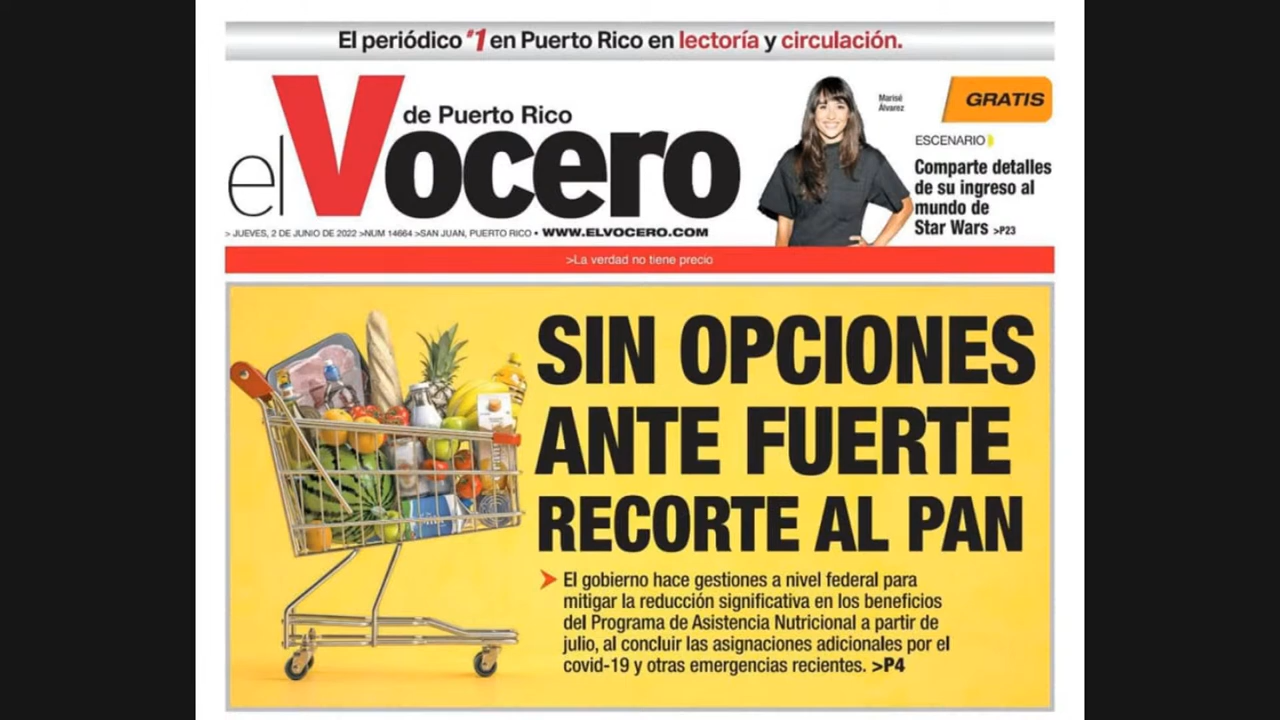 El periódico #1 en Puerto Rico en lectoría y circulación.
el Vocero
de Puerto Rico
> JUEVES, 2 DE JUNIO DE 2022 >NUM 14664 >SAN JUAN, PUERTO RICO • WWW.ELVOCERO.COM
Marisé
Álvarez
GRATIS
ESCENARIO
Comparte detalles
de su ingreso al
mundo de
Star Wars >P23
>La verdad no tiene precio
SIN OPCIONES
ANTE FUERTE
RECORTE AL PAN
El gobierno hace gestiones a nivel federal para
mitigar la reducción significativa en los beneficios
del Programa de Asistencia Nutricional a partir de
julio, al concluir las asignaciones adicionales por el
covid-19 y otras emergencias recientes. >P4